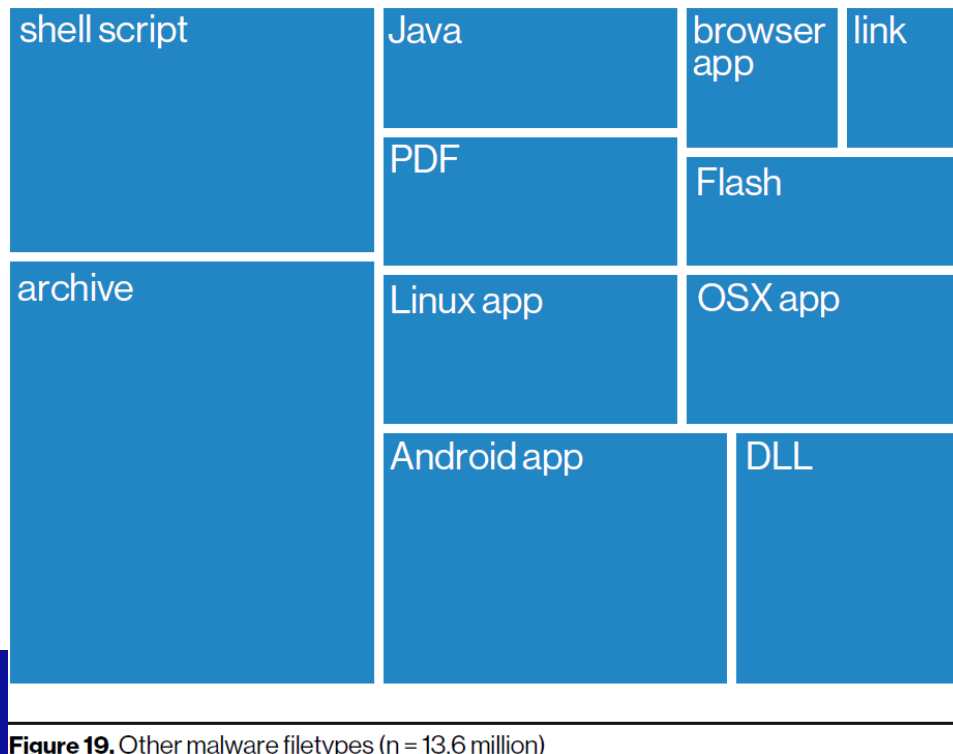 shell script
Java
browser
app
link
PDF
Flash
archive
Linux app
OSX app
Android app
DLL
Figure 19. Other malware filetypes (n = 13.6 million)